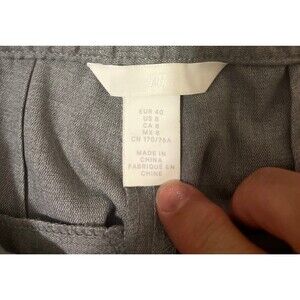 H&M
EUR 40
US 8
CA 8
MX 8
CN 170/76A
MADE IN
CHINA
FABRIQUÉ EN
CHINE